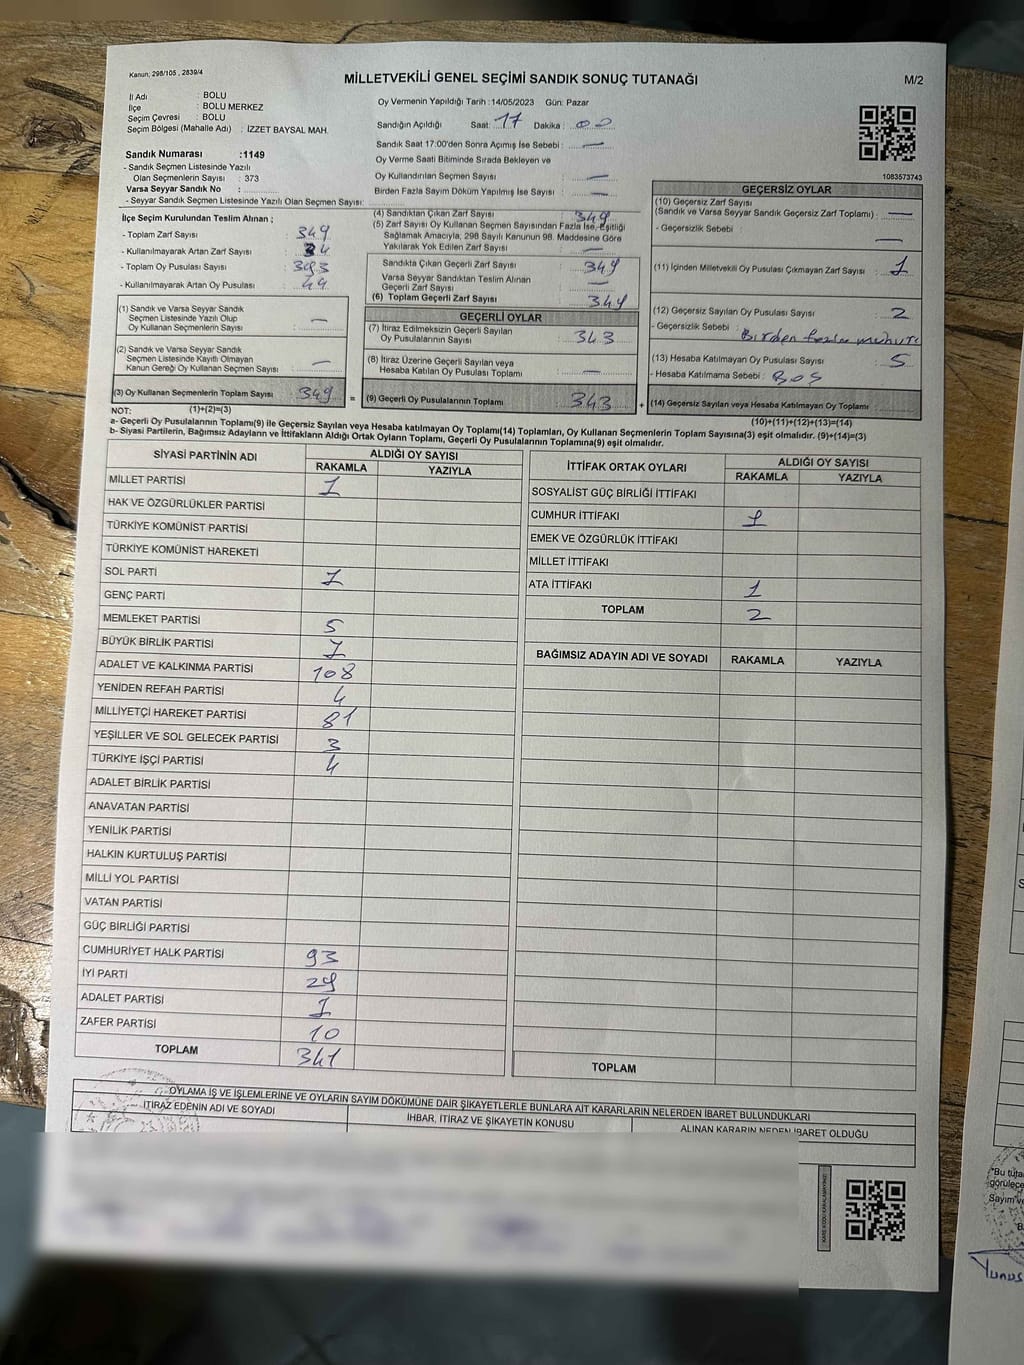 Kanun; 298/105 , 2839/4
MİLLETVEKİLİ GENEL SEÇİMİ SANDIK SONUÇ TUTANAĞI
M/2
İl Adı : BOLU
İlçe : BOLU MERKEZ
Seçim Çevresi : BOLU
Seçim Bölgesi (Mahalle Adı) : İZZET BAYSAL MAH.
Oy Vermenin Yapıldığı Tarih :14/05/2023 Gün: Pazar
Sandığın Açıldığı Saat: 17 Dakika : 00
Sandık Saat 17:00'den Sonra Açımış İse Sebebi : —
Oy Verme Saati Bitiminde Sırada Bekleyen ve
Oy Kullandırılan Seçmen Sayısı : —
Birden Fazla Sayım Döküm Yapılmış İse Sayısı : —
Sandık Numarası :1149
- Sandık Seçmen Listesinde Yazılı
Olan Seçmenlerin Sayısı : 373
Varsa Seyyar Sandık No :
- Seyyar Sandık Seçmen Listesinde Yazılı Olan Seçmen Sayısı:
1083573743
İlçe Seçim Kurulundan Teslim Alınan ;
- Toplam Zarf Sayısı : 349
- Kullanılmayarak Artan Zarf Sayısı :
- Toplam Oy Pusulası Sayısı : 393
- Kullanılmayarak Artan Oy Pusulası : 44
(1) Sandık ve Varsa Seyyar Sandık
Seçmen Listesinde Yazılı Olup
Oy Kullanan Seçmenlerin Sayısı : —
(2) Sandık ve Varsa Seyyar Sandık
Seçmen Listesinde Kayıtlı Olmayan
Kanun Gereği Oy Kullanan Seçmen Sayısı : —
(3) Oy Kullanan Seçmenlerin Toplam Sayısı : 349 =
(1)+(2)=(3)
(4) Sandıktan Çıkan Zarf Sayısı : 349
(5) Zarf Sayısı Oy Kullanan Seçmen Sayısından Fazla İse, Eşitliği
Sağlamak Amacıyla, 298 Sayılı Kanunun 98. Maddesine Göre
Yakılarak Yok Edilen Zarf Sayısı : —
Sandıkta Çıkan Geçerli Zarf Sayısı : 349
Varsa Seyyar Sandıktan Teslim Alınan
Geçerli Zarf Sayısı : —
(6) Toplam Geçerli Zarf Sayısı : 349
GEÇERLİ OYLAR
(7) İtiraz Edilmeksizin Geçerli Sayılan
Oy Pusulalarının Sayısı : 343
(8) İtiraz Üzerine Geçerli Sayılan veya
Hesaba Katılan Oy Pusulası Toplamı : —
(9) Geçerli Oy Pusulalarının Toplamı : 343 +
GEÇERSİZ OYLAR
(10) Geçersiz Zarf Sayısı
(Sandık ve Varsa Seyyar Sandık Geçersiz Zarf Toplamı) : —
- Geçersizlik Sebebi : —
(11) İçinden Milletvekili Oy Pusulası Çıkmayan Zarf Sayısı : 1
(12) Geçersiz Sayılan Oy Pusulası Sayısı : 2
- Geçersizlik Sebebi : Birden fazla muhur
(13) Hesaba Katılmayan Oy Pusulası Sayısı : 5
- Hesaba Katılmama Sebebi : Boş
(14) Geçersiz Sayılan veya Hesaba Katılmayan Oy Toplamı :
(10)+(11)+(12)+(13)=(14)
NOT:
a- Geçerli Oy Pusulalarının Toplamı(9) ile Geçersiz Sayılan veya Hesaba Katılmayan oy Toplamı(14) Toplamları, Oy Kullanan Seçmenlerin Toplam Sayısına(3) eşit olmalıdır. (9)+(14)=(3)
b- Siyasi Partilerin, Bağımsız Adayların ve İttifakların Aldığı Ortak Oyların Toplamı, Geçerli Oy Pusulalarının Toplamına(9) eşit olmalıdır.
SİYASİ PARTİNİN ADI ALDIĞI OY SAYISI
RAKAMLA YAZIYLA
MİLLET PARTİSİ 1
HAK VE ÖZGÜRLÜKLER PARTİSİ
TÜRKİYE KOMÜNİST PARTİSİ
TÜRKİYE KOMÜNİST HAREKETİ
SOL PARTİ 1
GENÇ PARTİ
MEMLEKET PARTİSİ 5
BÜYÜK BİRLİK PARTİSİ 1
ADALET VE KALKINMA PARTİSİ 108
YENİDEN REFAH PARTİSİ 4
MİLLİYETÇİ HAREKET PARTİSİ 81
YEŞİLLER VE SOL GELECEK PARTİSİ 3
TÜRKİYE İŞÇİ PARTİSİ 4
ADALET BİRLİK PARTİSİ
ANAVATAN PARTİSİ
YENİLİK PARTİSİ
HALKIN KURTULUŞ PARTİSİ
MİLLİ YOL PARTİSİ
VATAN PARTİSİ
GÜÇ BİRLİĞİ PARTİSİ
CUMHURİYET HALK PARTİSİ 93
İYİ PARTİ 29
ADALET PARTİSİ 1
ZAFER PARTİSİ 10
TOPLAM 341
İTTİFAK ORTAK OYLARI ALDIĞI OY SAYISI
RAKAMLA YAZIYLA
SOSYALİST GÜÇ BİRLİĞİ İTTİFAKI
CUMHUR İTTİFAKI 1
EMEK VE ÖZGÜRLÜK İTTİFAKI
MİLLET İTTİFAKI
ATA İTTİFAKI 1
TOPLAM 2
BAĞIMSIZ ADAYIN ADI VE SOYADI RAKAMLA YAZIYLA
TOPLAM
OYLAMA İŞ VE İŞLEMLERİNE VE OYLARIN SAYIM DÖKÜMÜNE DAİR ŞİKAYETLERLE BUNLARA AİT KARARLARIN NELERDEN İBARET BULUNDUKLARI
İTİRAZ EDENİN ADI VE SOYADI İHBAR, İTİRAZ VE ŞİKAYETİN KONUSU ALINAN KARARIN NEDEN İBARET OLDUĞU
"Bu tuta
görülece
Sayım v
Yunus